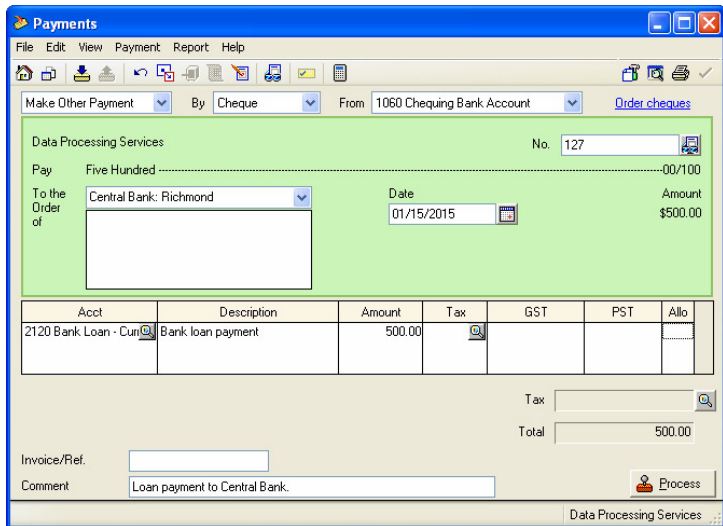 Payments
File Edit View Payment Report Help
Make Other Payment By Cheque From 1060 Chequing Bank Account Order cheques
Data Processing Services No. 127
Pay Five Hundred ---------------------------------------------------------------------------00/100
To the Order of Central Bank: Richmond Date Amount
01/15/2015 $500.00
Acct Description Amount Tax GST PST Allo
2120 Bank Loan - Curr Bank loan payment 500.00
Tax
Total 500.00
Invoice/Ref.
Comment Loan payment to Central Bank.
Process
Data Processing Services